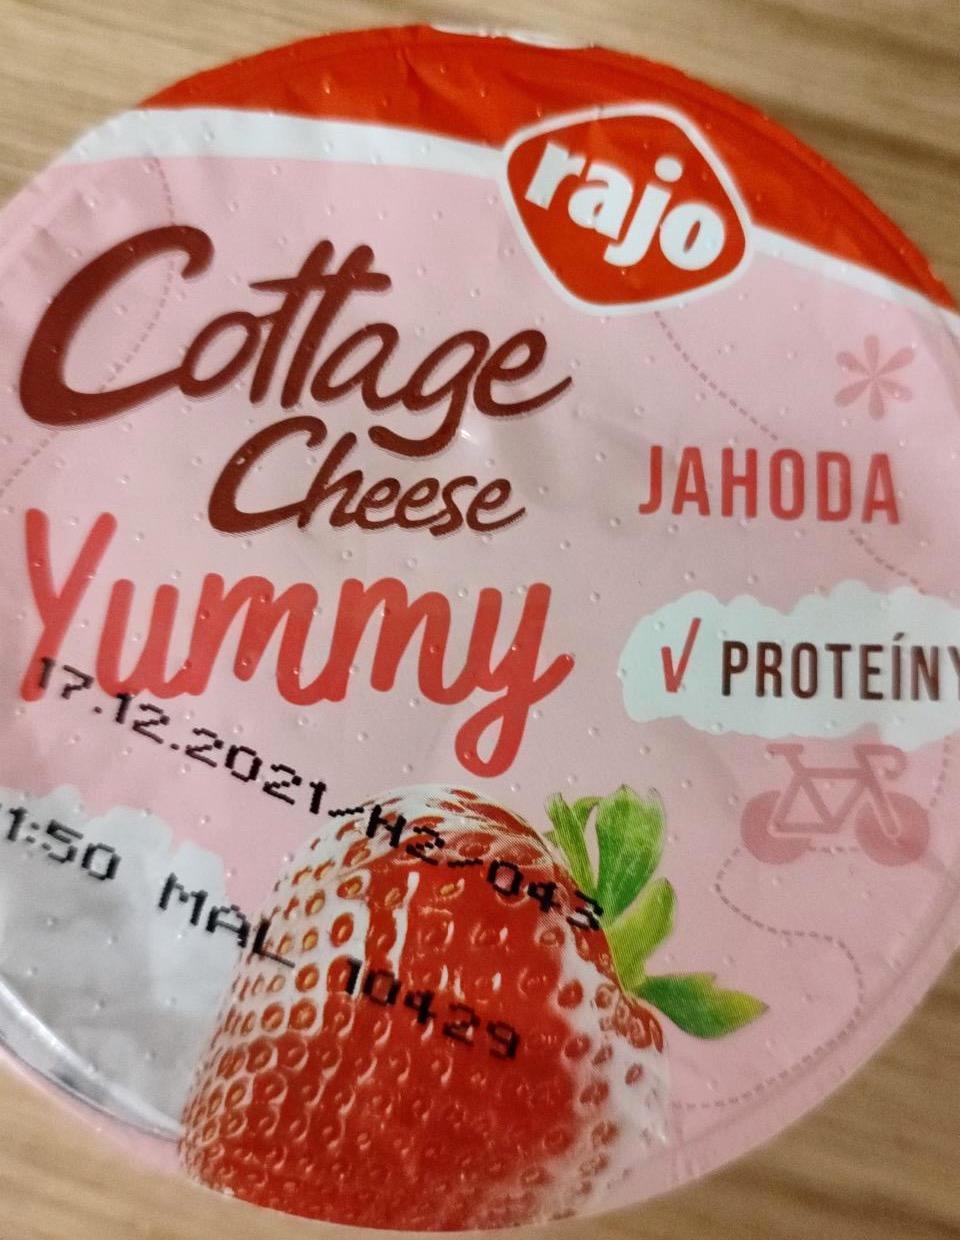 rajo
Cottage
Cheese
JAHODA
Yummy
√ PROTEÍNY
17.12.2021-H2-043
1:50 MAL 10429